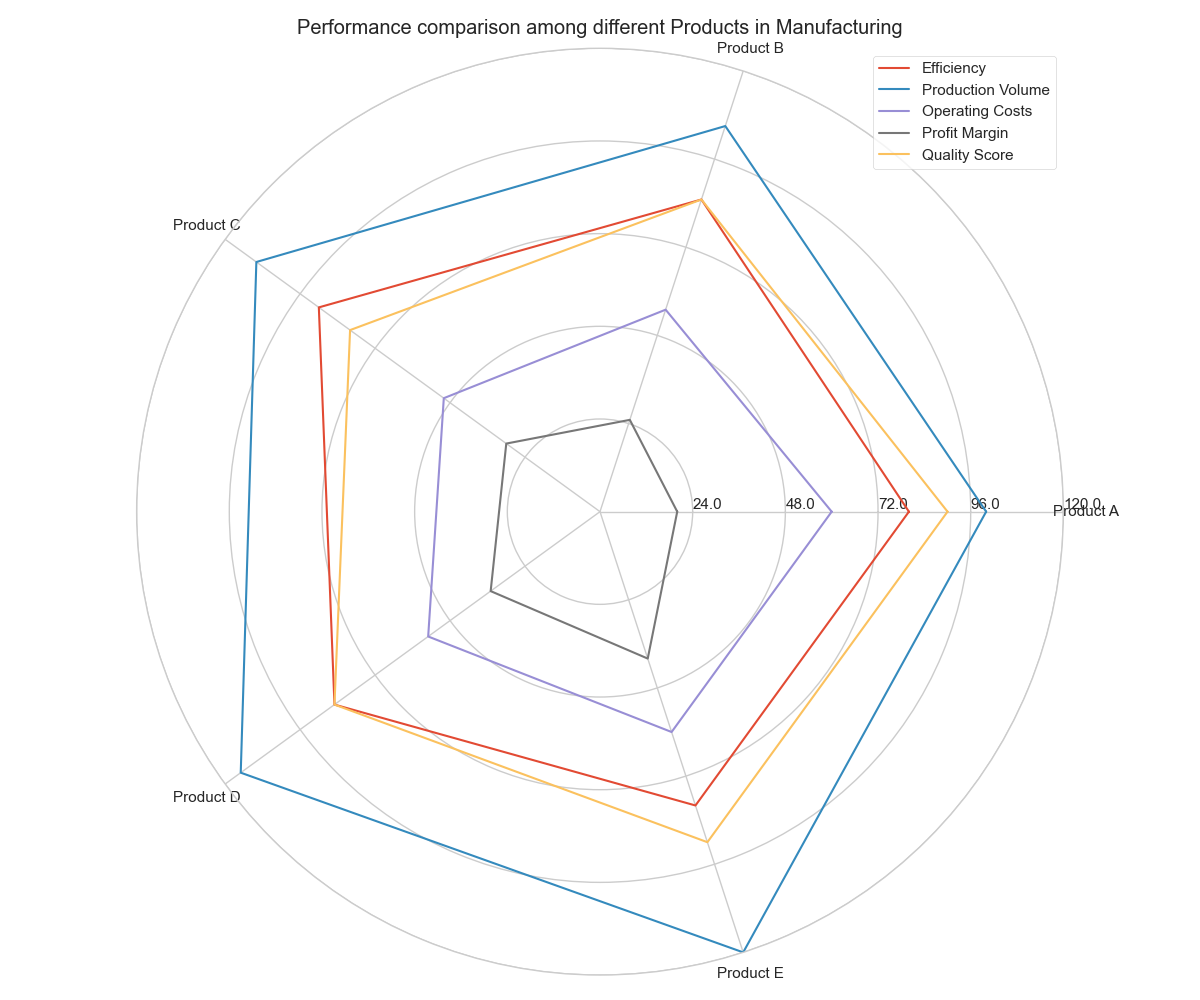 Performance comparison among different Products in Manufacturing
Product B
Efficiency
Production Volume
Operating Costs
Profit Margin
Quality Score
Product C
24.0
48.0
72.0
96.0
120.0
Product A
Product D
Product E